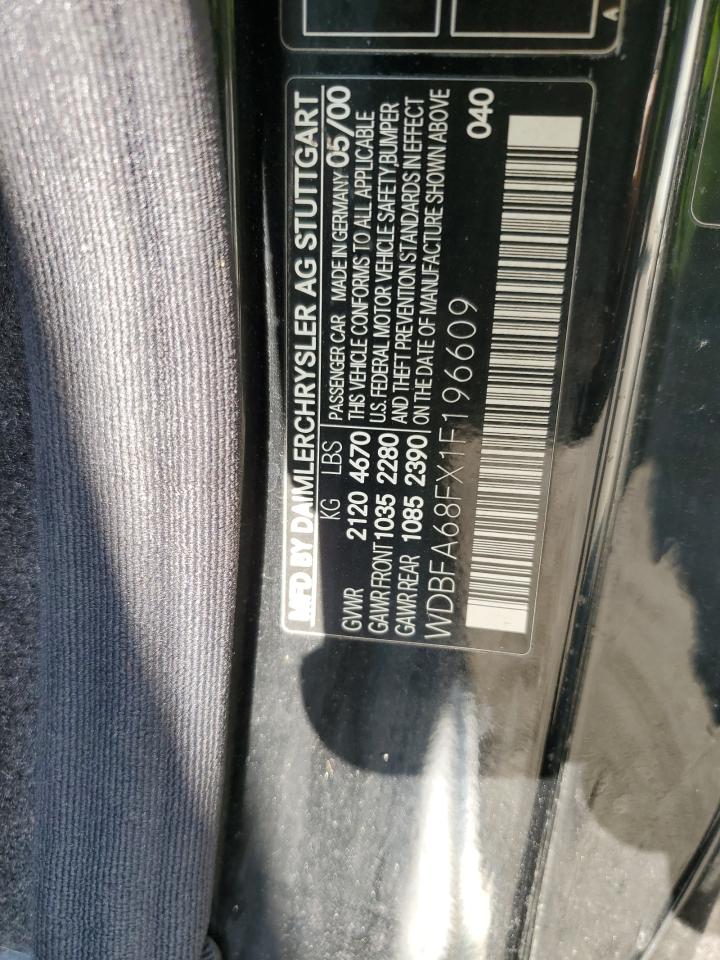 MFD BY DAIMLERCHRYSLER AG STUTTGART
KG LBS PASSENGER CAR MADE IN GERMANY 05/00
GVWR 2120 4670 THIS VEHICLE CONFORMS TO ALL APPLICABLE
GAWR FRONT 1035 2280 U.S. FEDERAL MOTOR VEHICLE SAFETY,BUMPER
GAWR REAR 1085 2390 AND THEFT PREVENTION STANDARDS IN EFFECT
ON THE DATE OF MANUFACTURE SHOWN ABOVE
WDBFA68FX1F196609
040
A